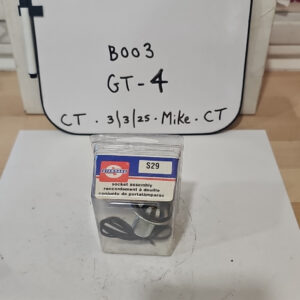 B003
GT-4
CT. 3/3/25. Mike. CT
S29
socket assembly
raccordement à douille
conjunto de portalámparas